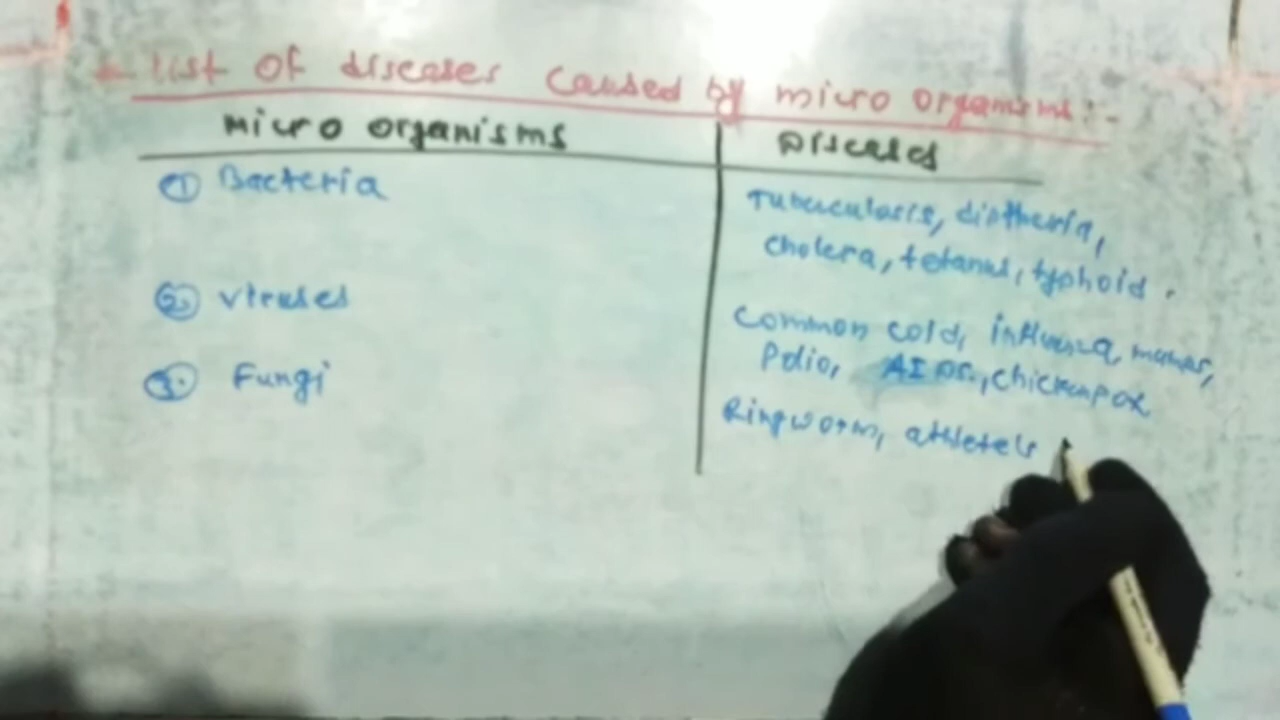 List of diseases caused by micro organisms:-
Micro organisms Diseases
① Bacteria
Tuberculosis, diptheria,
cholera, tetanus, typhoid.
② Viruses
Common cold, influenza, mumps,
Polio, AIDS, chickenpox
③ Fungi
Ringworm, athlete's